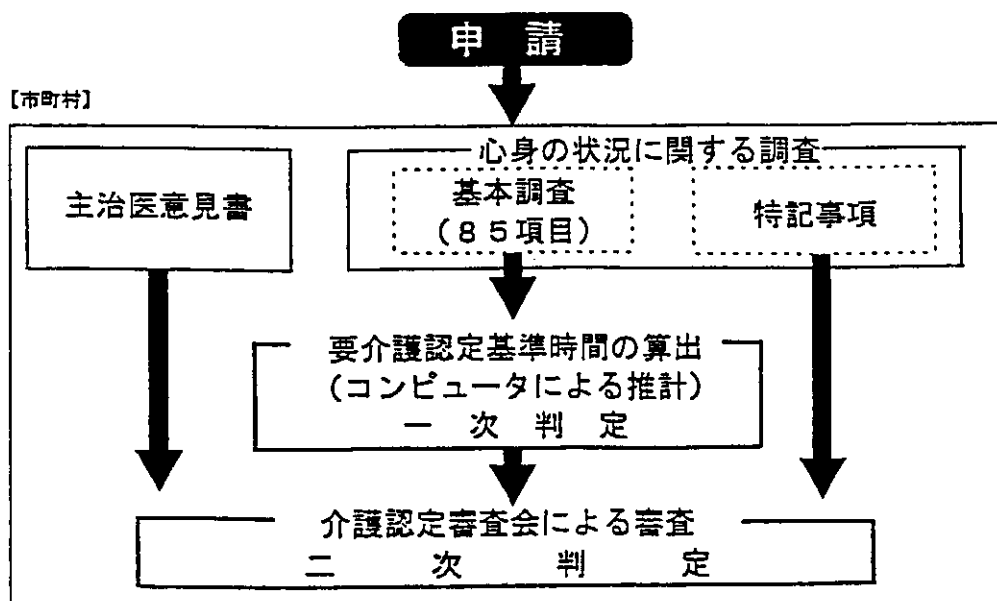 申請
【市町村】
心身の状況に関する調査
主治医意見書
基本調査
(85項目)
特記事項
要介護認定基準時間の算出
(コンピュータによる推計)
一次判定
介護認定審査会による審査
二次判定